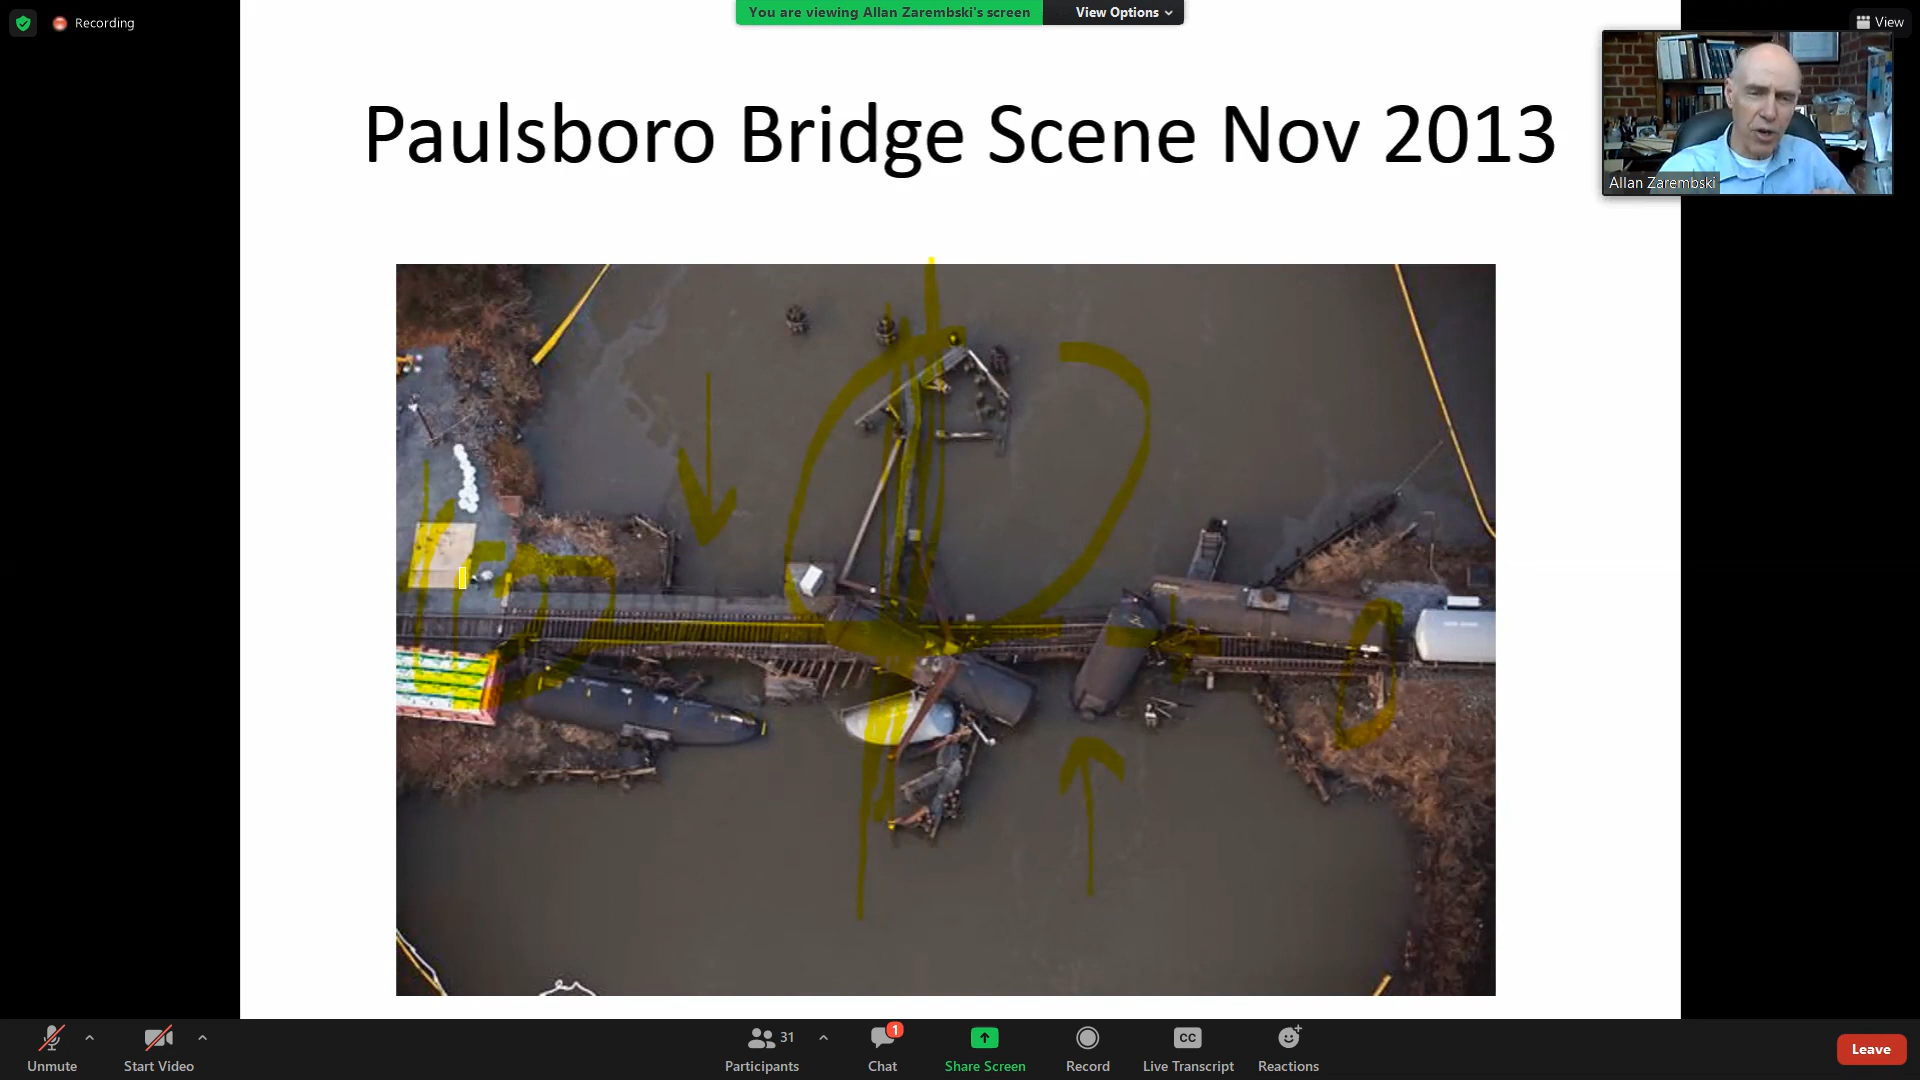 Recording
You are viewing Allan Zarembski's screen
View Options
View
Paulsboro Bridge Scene Nov 2013
Allan Zarembski
Unmute
Start Video
31
Participants
1
Chat
Share Screen
Record
CC
Live Transcript
Reactions
Leave